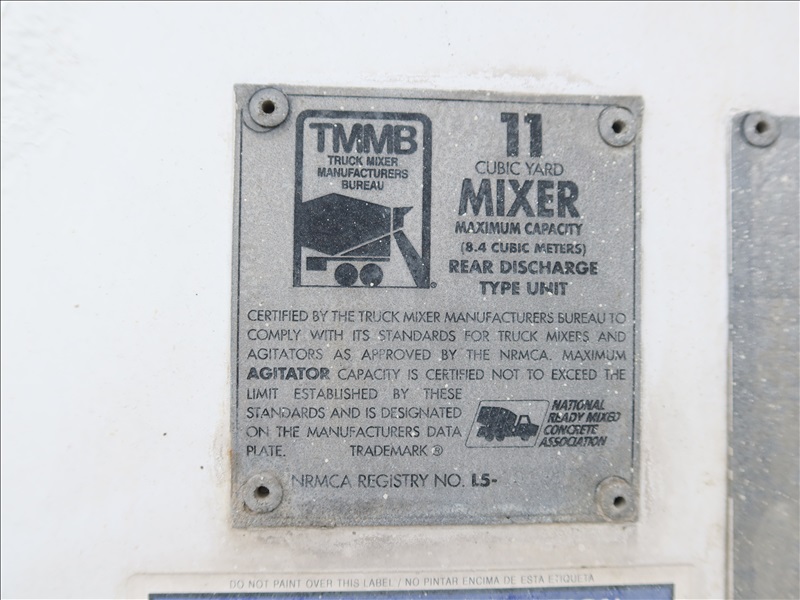 TMMB
TRUCK MIXER
MANUFACTURERS
BUREAU
11
CUBIC YARD
MIXER
MAXIMUM CAPACITY
(8.4 CUBIC METERS)
REAR DISCHARGE
TYPE UNIT
CERTIFIED BY THE TRUCK MIXER MANUFACTURERS BUREAU TO
COMPLY WITH ITS STANDARDS FOR TRUCK MIXERS AND
AGITATORS AS APPROVED BY THE NRMCA. MAXIMUM
AGITATOR CAPACITY IS CERTIFIED NOT TO EXCEED THE
LIMIT ESTABLISHED BY THESE
STANDARDS AND IS DESIGNATED
ON THE MANUFACTURERS DATA
PLATE. TRADEMARK ®
NATIONAL
READY MIXED
CONCRETE
ASSOCIATION
NRMCA REGISTRY NO. L5-
DO NOT PAINT OVER THIS LABEL / NO PINTAR ENCIMA DE ESTA ETIQUETA